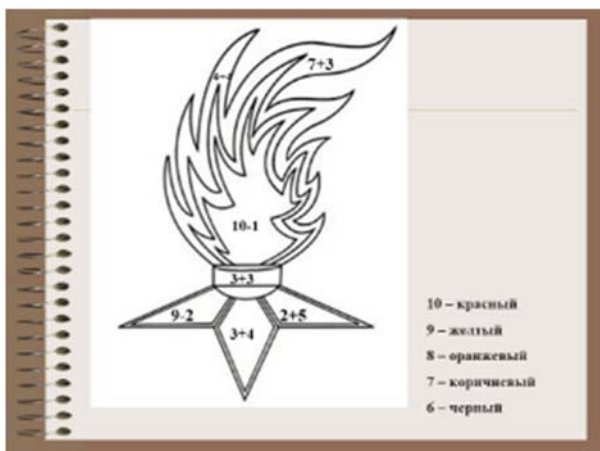 7+3
10-1
3+3
9-2
2+5
3+4
10 – красный
9 – желтый
8 – оранжевый
7 – коричневый
6 – черный